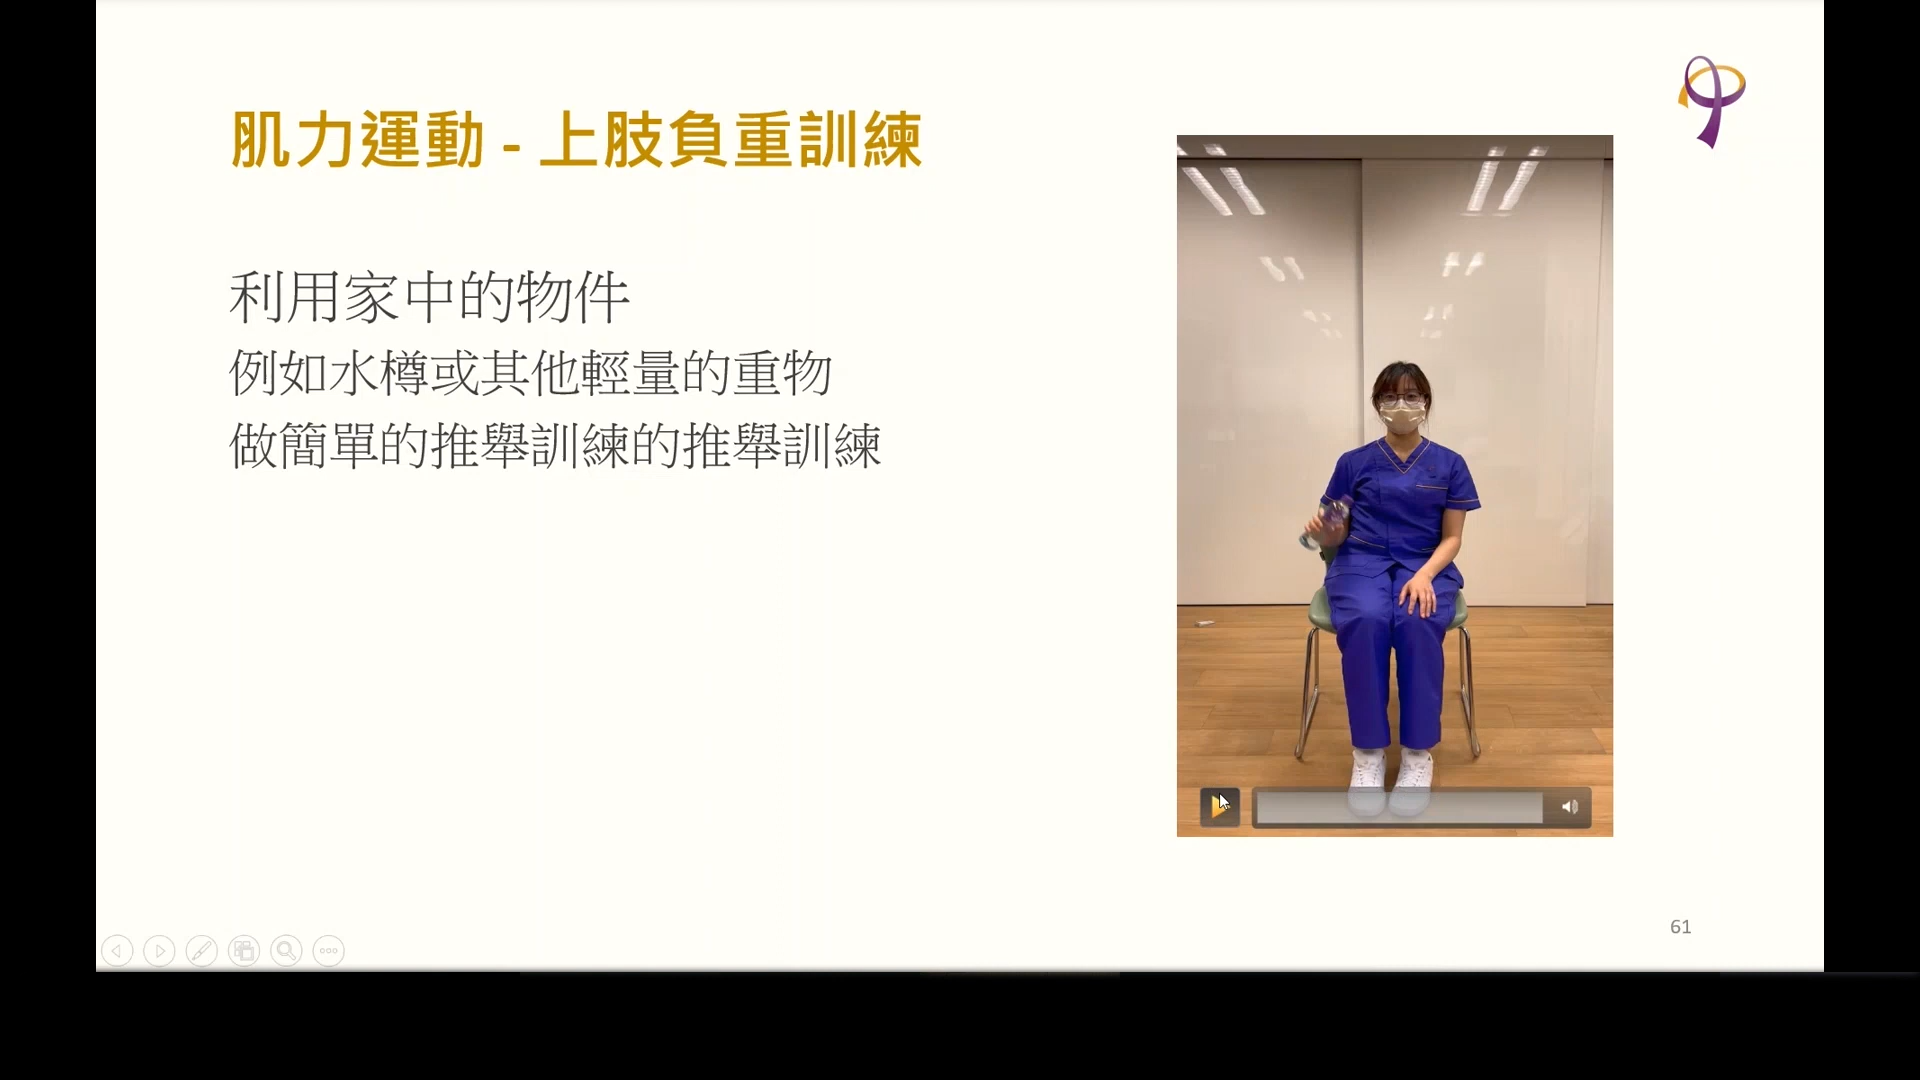 肌力運動 - 上肢負重訓練
利用家中的物件
例如水樽或其他輕量的重物
做簡單的推舉訓練的推舉訓練
61